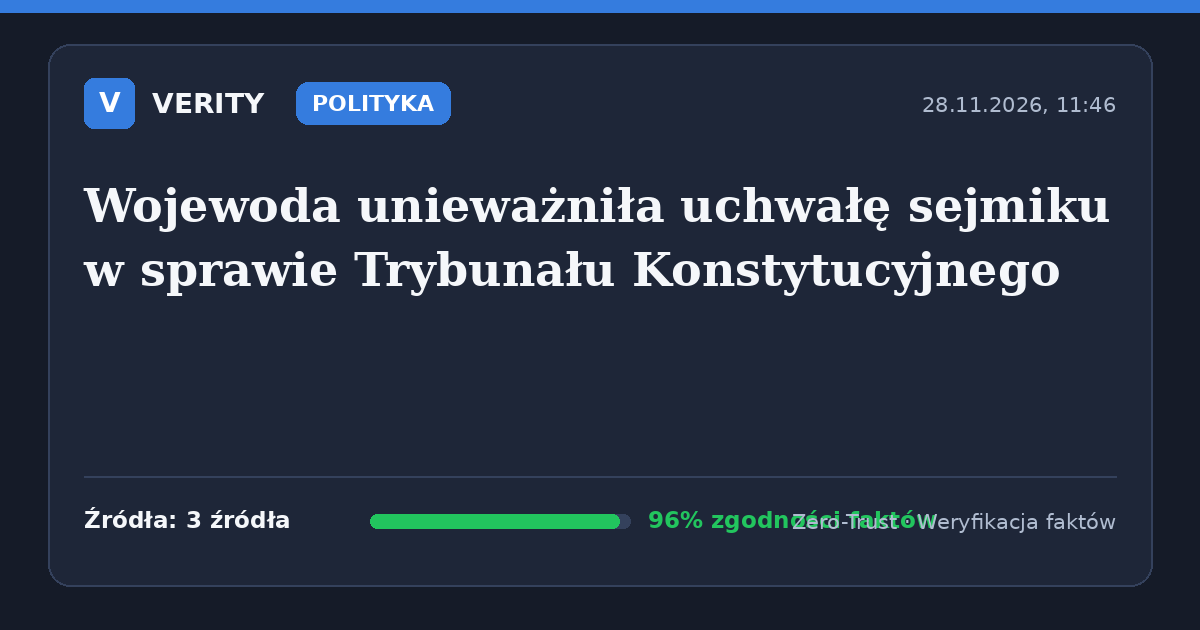 V VERITY POLITYKA 28.11.2026, 11:46
Wojewoda unieważniła uchwałę sejmiku
w sprawie Trybunału Konstytucyjnego
Źródła: 3 źródła 96% zgodności faktów Zero-Trust · Weryfikacja faktów